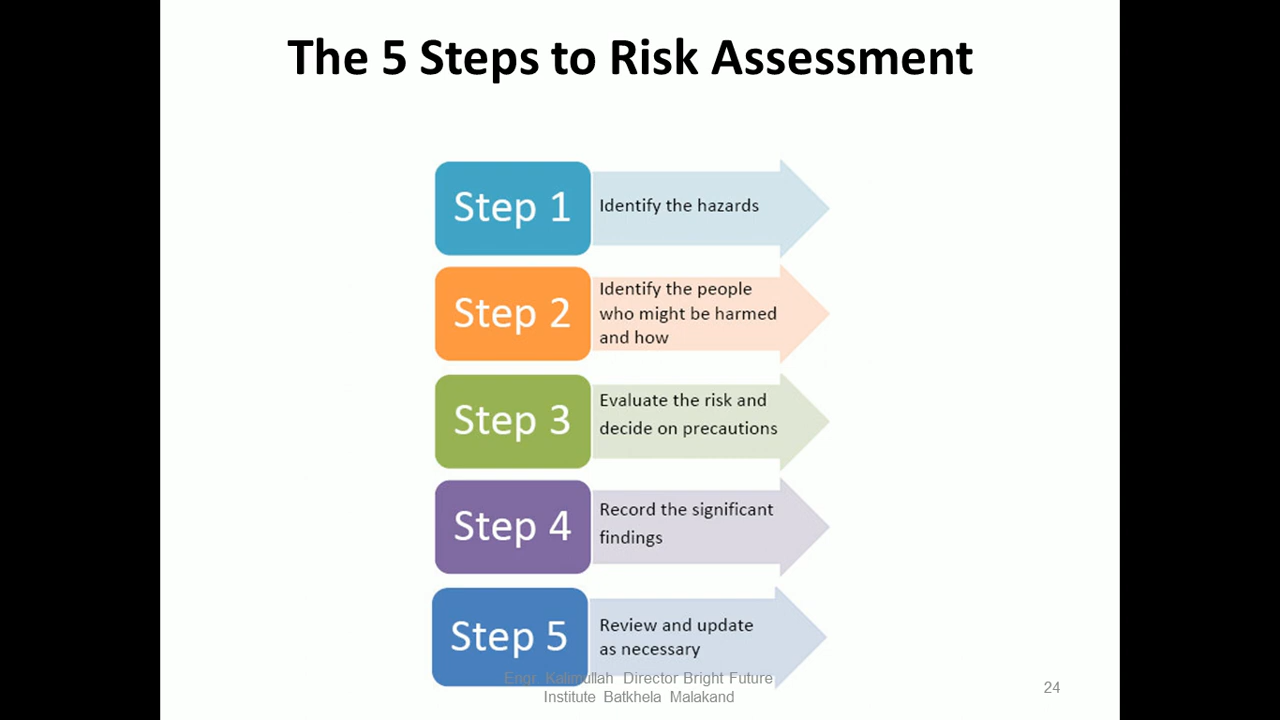 The 5 Steps to Risk Assessment
Step 1
Identify the hazards
Step 2
Identify the people
who might be harmed
and how
Step 3
Evaluate the risk and
decide on precautions
Step 4
Record the significant
findings
Step 5
Review and update
as necessary
Engr Kalimullah Director Bright Future
Institute Batkhela Malakand
24